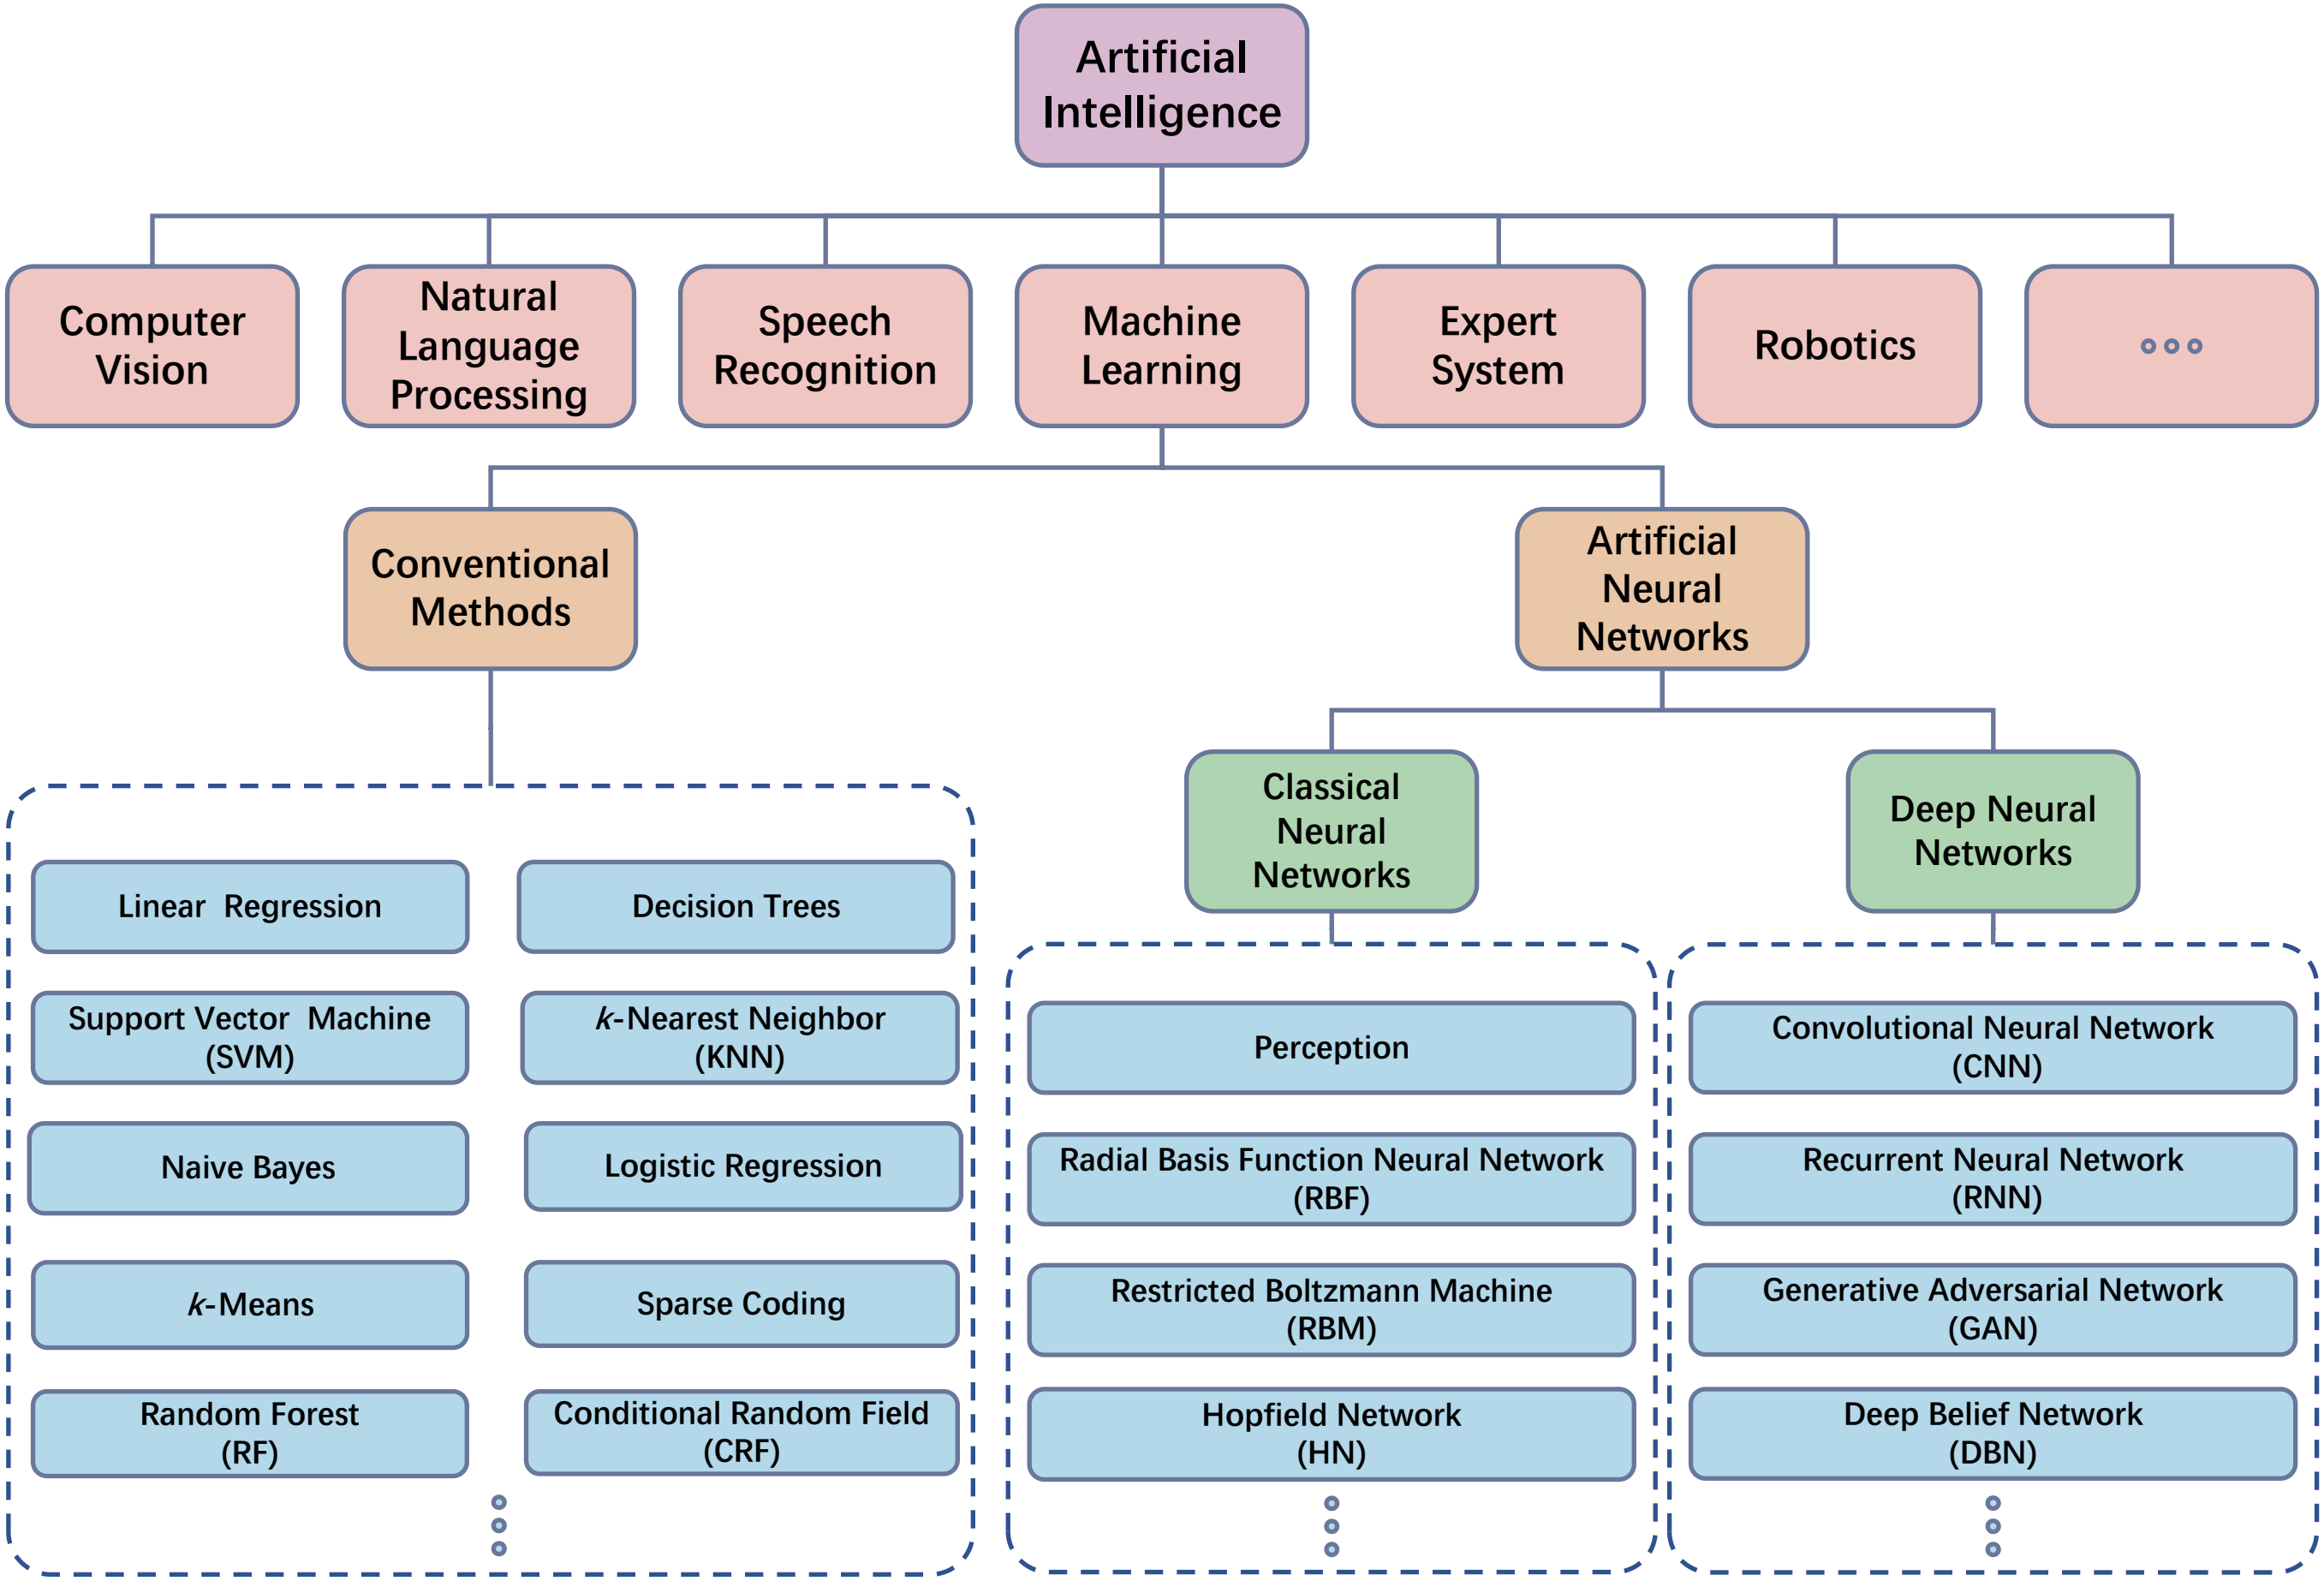 Artificial
Intelligence
Computer
Vision
Natural
Language
Processing
Speech
Recognition
Machine
Learning
Expert
System
Robotics
Conventional
Methods
Artificial
Neural
Networks
Classical
Neural
Networks
Deep Neural
Networks
Linear Regression
Decision Trees
Support Vector Machine
(SVM)
k-Nearest Neighbor
(KNN)
Naive Bayes
Logistic Regression
k-Means
Sparse Coding
Random Forest
(RF)
Conditional Random Field
(CRF)
Perception
Radial Basis Function Neural Network
(RBF)
Restricted Boltzmann Machine
(RBM)
Hopfield Network
(HN)
Convolutional Neural Network
(CNN)
Recurrent Neural Network
(RNN)
Generative Adversarial Network
(GAN)
Deep Belief Network
(DBN)